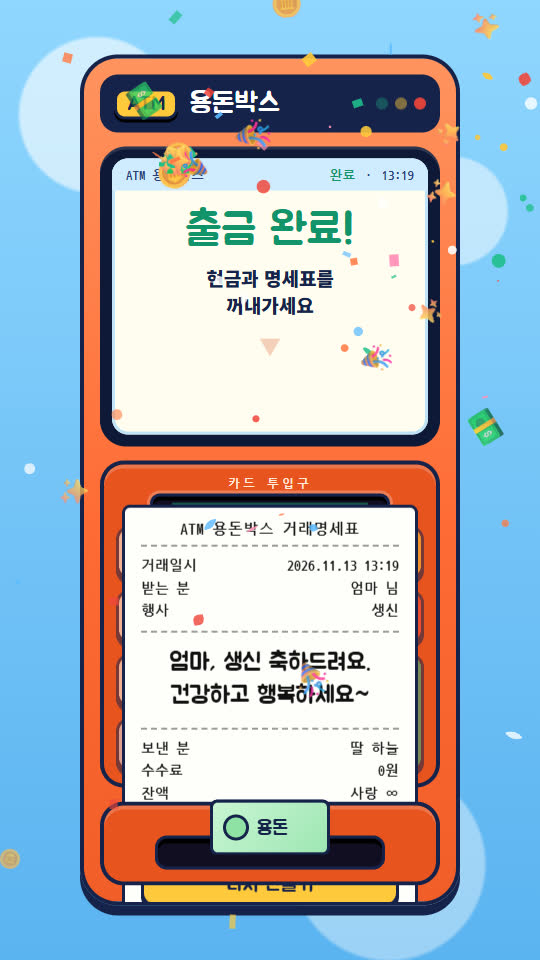 용돈박스
완료 · 13:19
출금 완료!
현금과 명세표를
꺼내가세요
카드 투입구
ATM 용돈박스 거래명세표
거래일시 2026.11.13 13:19
받는 분 엄마 님
행사 생신
엄마, 생신 축하드려요.
건강하고 행복하세요~
보낸 분 딸 하늘
수수료 0원
잔액 사랑 ∞
용돈